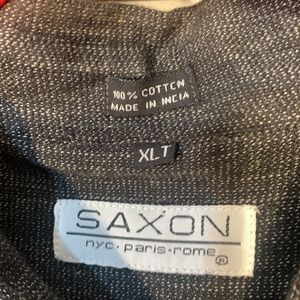 100% COTTON
MADE IN INDIA
XLT
SAXON
nyc·paris·rome
®